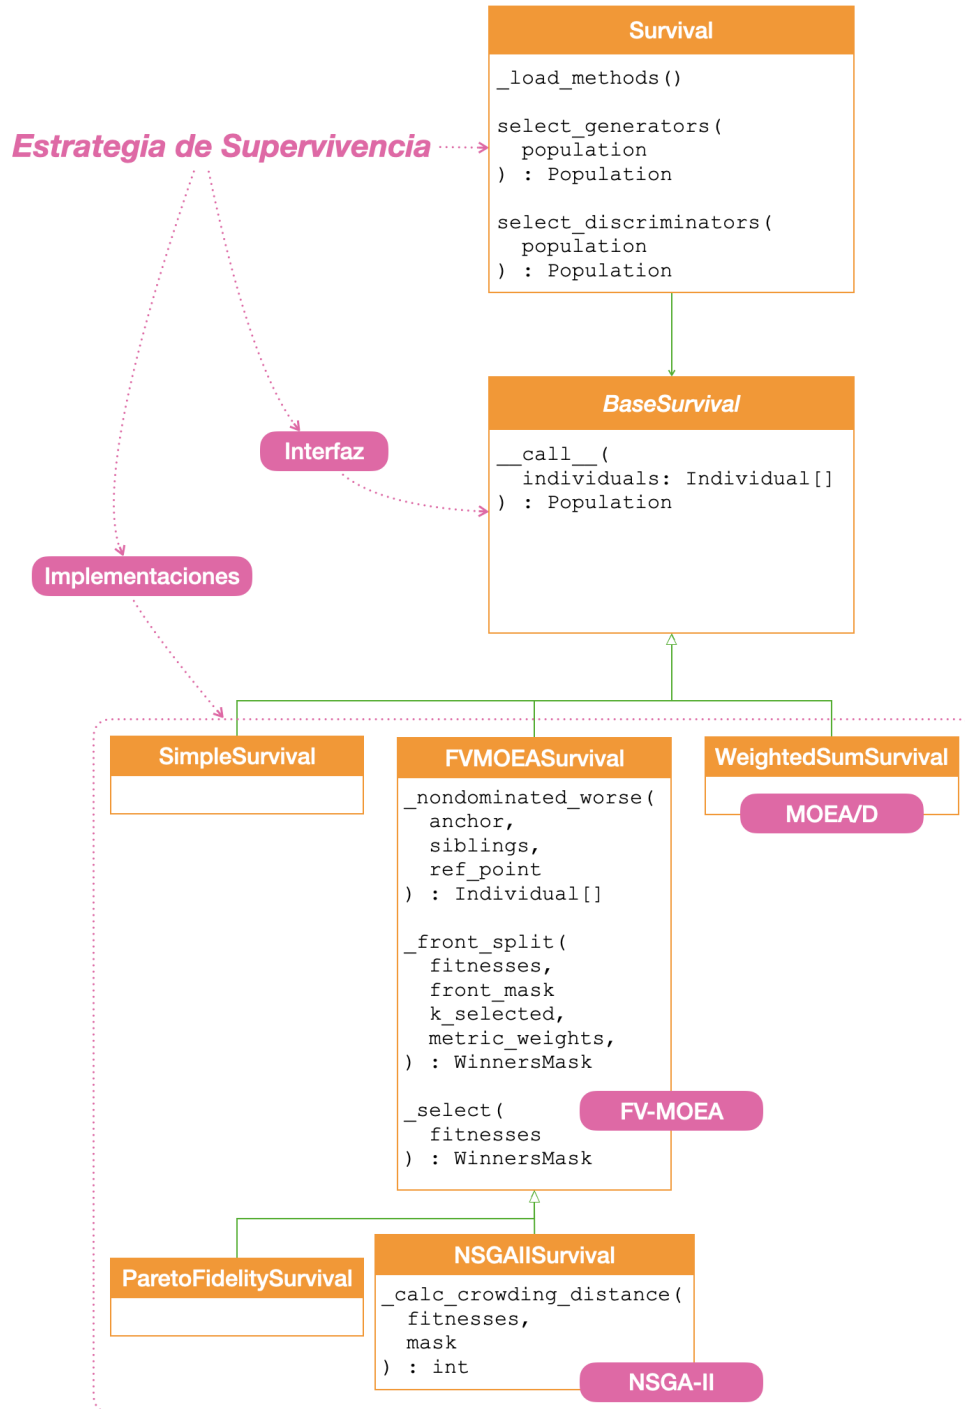 Survival
_load_methods()
select_generators(
population
) : Population
select_discriminators(
population
) : Population
Estrategia de Supervivencia
BaseSurvival
__call__(
individuals: Individual[]
) : Population
Interfaz
Implementaciones
SimpleSurvival
FVMOEASurvival
_nondominated_worse(
anchor,
siblings,
ref_point
) : Individual[]
_front_split(
fitnesses,
front_mask
k_selected,
metric_weights,
) : WinnersMask
_select(
fitnesses
) : WinnersMask
FV-MOEA
WeightedSumSurvival
MOEA/D
ParetoFidelitySurvival
NSGAIISurvival
_calc_crowding_distance(
fitnesses,
mask
) : int
NSGA-II